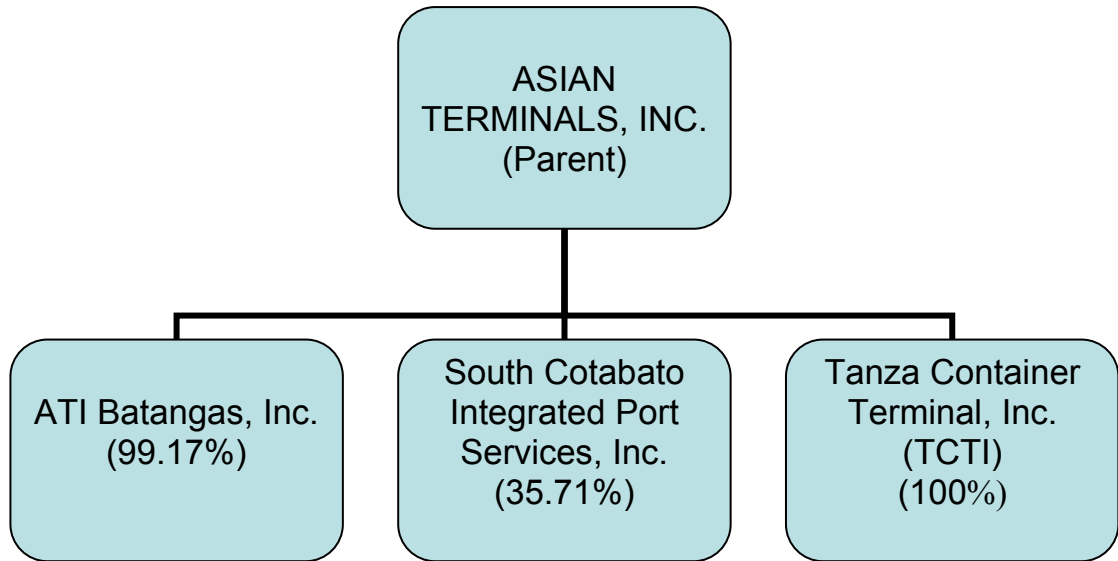 ASIAN
TERMINALS, INC.
(Parent)
ATI Batangas, Inc.
(99.17%)
South Cotabato
Integrated Port
Services, Inc.
(35.71%)
Tanza Container
Terminal, Inc.
(TCTI)
(100%)